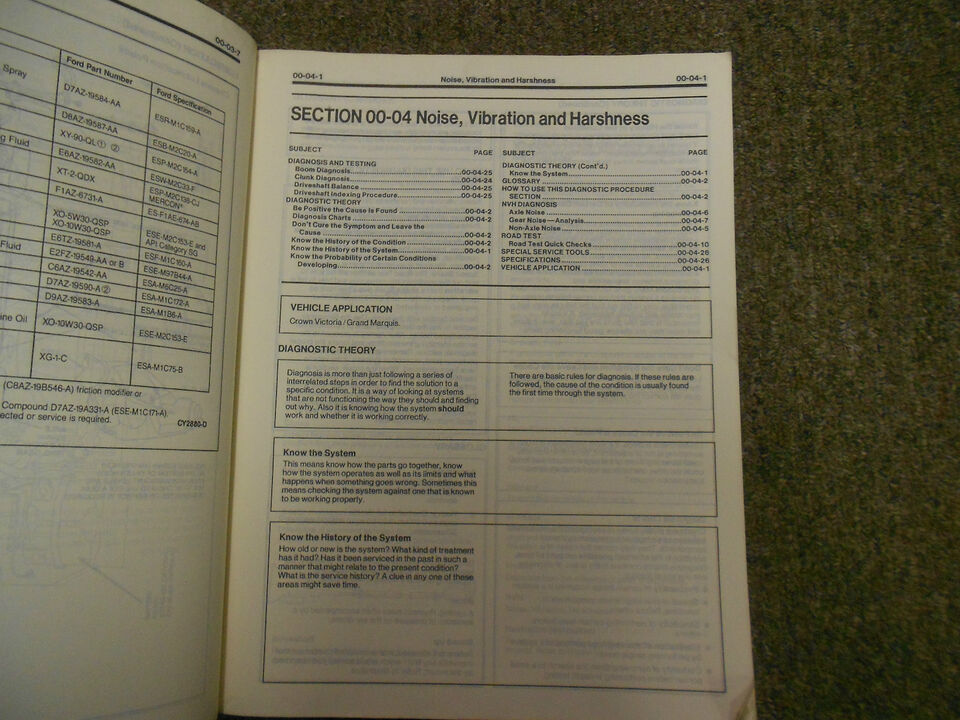 00-03-7
Spray
Ford Part Number
Ford Specification
D7AZ-19584-AA
ESR-M1C159-A
D8AZ-19587-AA
ESB-M2C20-A
g Fluid
XY-90-QL① ②
ESP-M2C154-A
E6AZ-19582-AA
ESW-M2C33-F
XT-2-QDX
ESP-M2C138-CJ
MERCON®
F1AZ-6731-A
ES-F1AE-674-AB
XO-5W30-QSP
XO-10W30-QSP
ESE-M2C153-E and
API Category SG
E6TZ-19581-A
ESF-M1C160-A
Fluid
E2FZ-19549-AA or B
ESE-M97B44-A
C6AZ-19542-AA
ESA-M6C25-A
D7AZ-19590-A ②
ESA-M1C172-A
D9AZ-19583-A
ESA-M1B6-A
ne Oil
XO-10W30-QSP
ESE-M2C153-E
XG-1-C
ESA-M1C75-B
(C8AZ-19B546-A) friction modifier or
Compound D7AZ-19A331-A (ESE-M1C171-A).
ected or service is required.
CY2880-D
00-04-1 Noise, Vibration and Harshness 00-04-1
SECTION 00-04 Noise, Vibration and Harshness
SUBJECT PAGE
DIAGNOSIS AND TESTING
Boom Diagnosis 00-04-25
Clunk Diagnosis 00-04-24
Driveshaft Balance 00-04-25
Driveshaft Indexing Procedure 00-04-25
DIAGNOSTIC THEORY
Be Positive the Cause Is Found 00-04-2
Diagnosis Charts 00-04-2
Don't Cure the Symptom and Leave the
Cause 00-04-2
Know the History of the Condition 00-04-2
Know the History of the System 00-04-1
Know the Probability of Certain Conditions
Developing 00-04-2
SUBJECT PAGE
DIAGNOSTIC THEORY (Cont'd.)
Know the System 00-04-1
GLOSSARY 00-04-2
HOW TO USE THIS DIAGNOSTIC PROCEDURE
SECTION 00-04-2
NVH DIAGNOSIS
Axle Noise 00-04-6
Gear Noise—Analysis 00-04-7
Non-Axle Noise 00-04-5
ROAD TEST
Road Test Quick Checks 00-04-10
SPECIAL SERVICE TOOLS 00-04-26
SPECIFICATIONS 00-04-26
VEHICLE APPLICATION 00-04-1
VEHICLE APPLICATION
Crown Victoria/Grand Marquis.
DIAGNOSTIC THEORY
Diagnosis is more than just following a series of
interrelated steps in order to find the solution to a
specific condition. It is a way of looking at systems
that are not functioning the way they should and finding
out why. Also it is knowing how the system should
work and whether it is working correctly.
There are basic rules for diagnosis. If these rules are
followed, the cause of the condition is usually found
the first time through the system.
Know the System
This means know how the parts go together, know
how the system operates as well as its limits and what
happens when something goes wrong. Sometimes this
means checking the system against one that is known
to be working properly.
Know the History of the System
How old or new is the system? What kind of treatment
has it had? Has it been serviced in the past in such a
manner that might relate to the present condition?
What is the service history? A clue in any one of these
areas might save time.